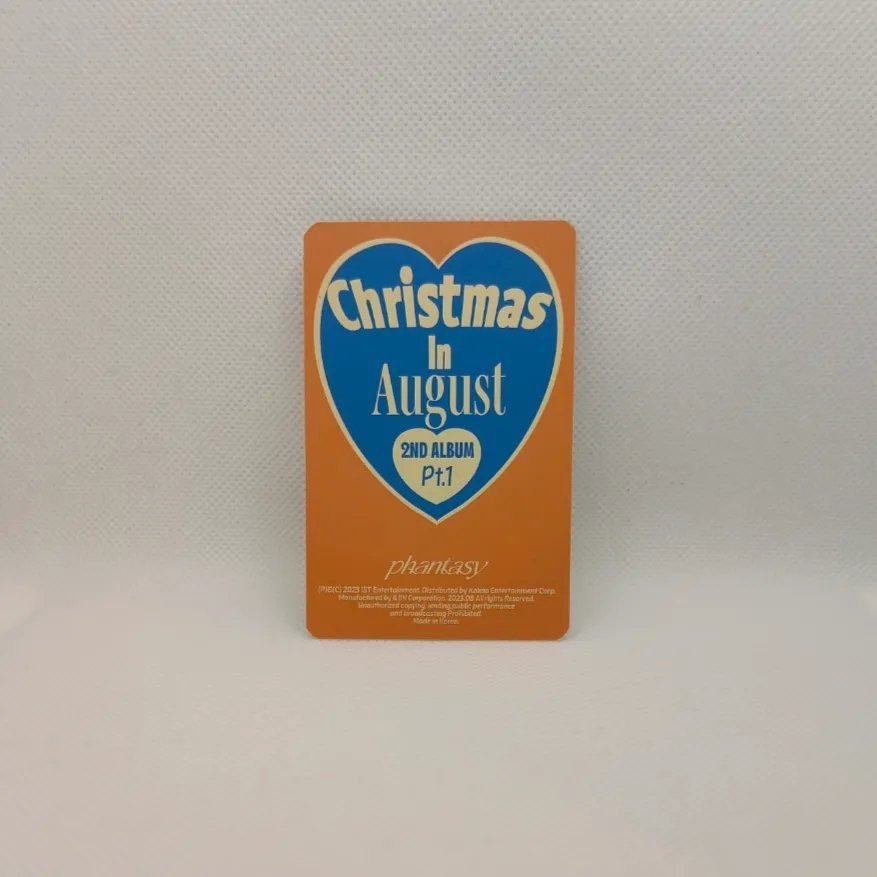 Christmas
In
August
2ND ALBUM
Pt.1
phantasy
(P)&(C) 2023 IST Entertainment. Distributed by Kakao Entertainment Corp.
Manufactured by iLDN Corporation. 2023.08 All rights Reserved.
Unauthorized copying, lending, public performance
and broadcasting Prohibited.
Made in Korea.